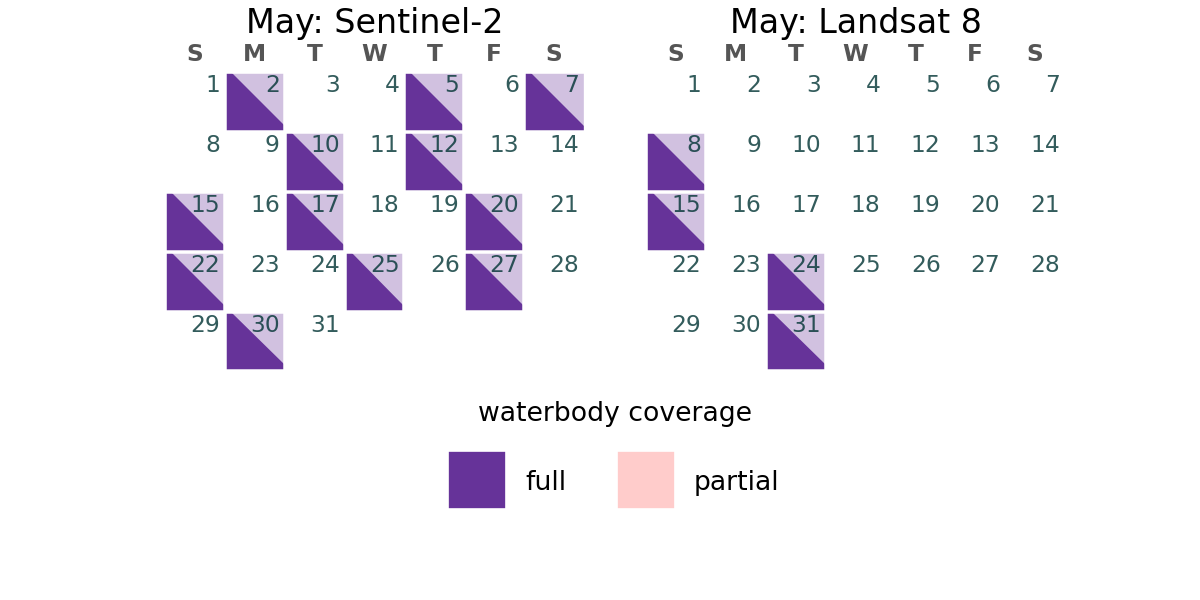 May: Sentinel-2
S M T W T F S
1 2 3 4 5 6 7
8 9 10 11 12 13 14
15 16 17 18 19 20 21
22 23 24 25 26 27 28
29 30 31
May: Landsat 8
S M T W T F S
1 2 3 4 5 6 7
8 9 10 11 12 13 14
15 16 17 18 19 20 21
22 23 24 25 26 27 28
29 30 31
waterbody coverage
full partial